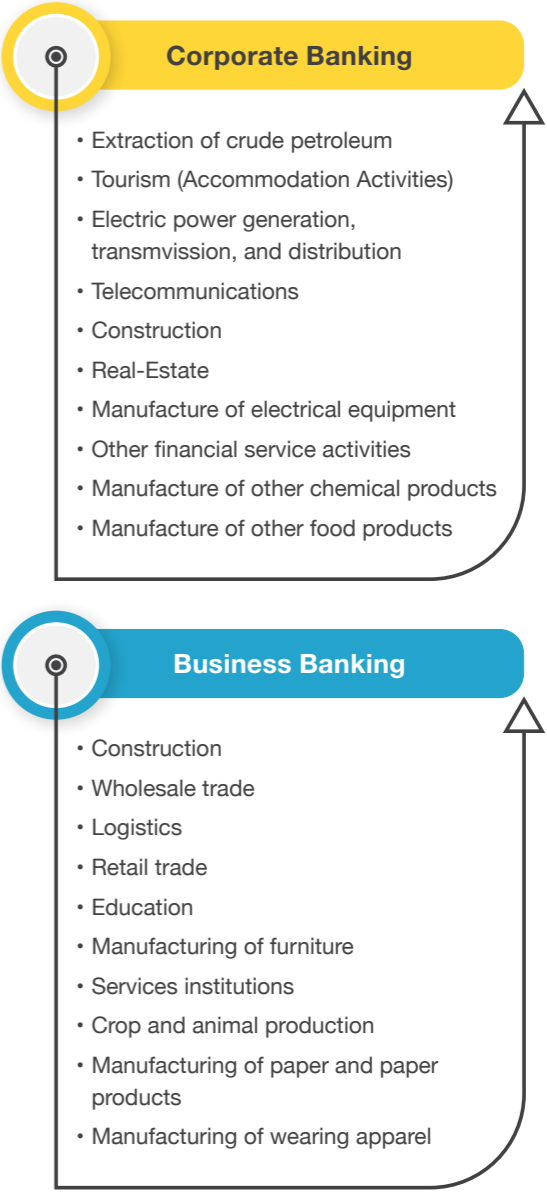 Corporate Banking
• Extraction of crude petroleum
• Tourism (Accommodation Activities)
• Electric power generation,
transmvission, and distribution
• Telecommunications
• Construction
• Real-Estate
• Manufacture of electrical equipment
• Other financial service activities
• Manufacture of other chemical products
• Manufacture of other food products
Business Banking
• Construction
• Wholesale trade
• Logistics
• Retail trade
• Education
• Manufacturing of furniture
• Services institutions
• Crop and animal production
• Manufacturing of paper and paper
products
• Manufacturing of wearing apparel